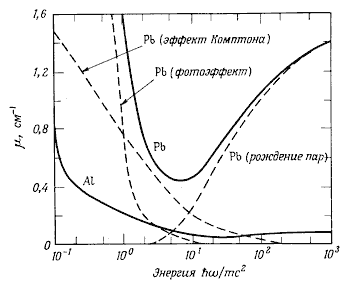 1,6
1,2
0,8
0,4
0
μ, см⁻¹
Pb (эффект Комптона)
Pb (фотоэффект)
Pb
Pb
(рождение пар)
Al
10⁻¹ 10⁰ 10¹ 10² 10³
Энергия ħω/mc²